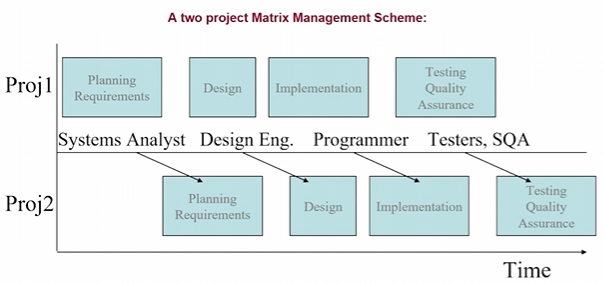 A two project Matrix Management Scheme:
Proj1
Planning
Requirements
Design
Implementation
Testing
Quality
Assurance
Systems Analyst
Design Eng.
Programmer
Testers, SQA
Proj2
Planning
Requirements
Design
Implementation
Testing
Quality
Assurance
Time